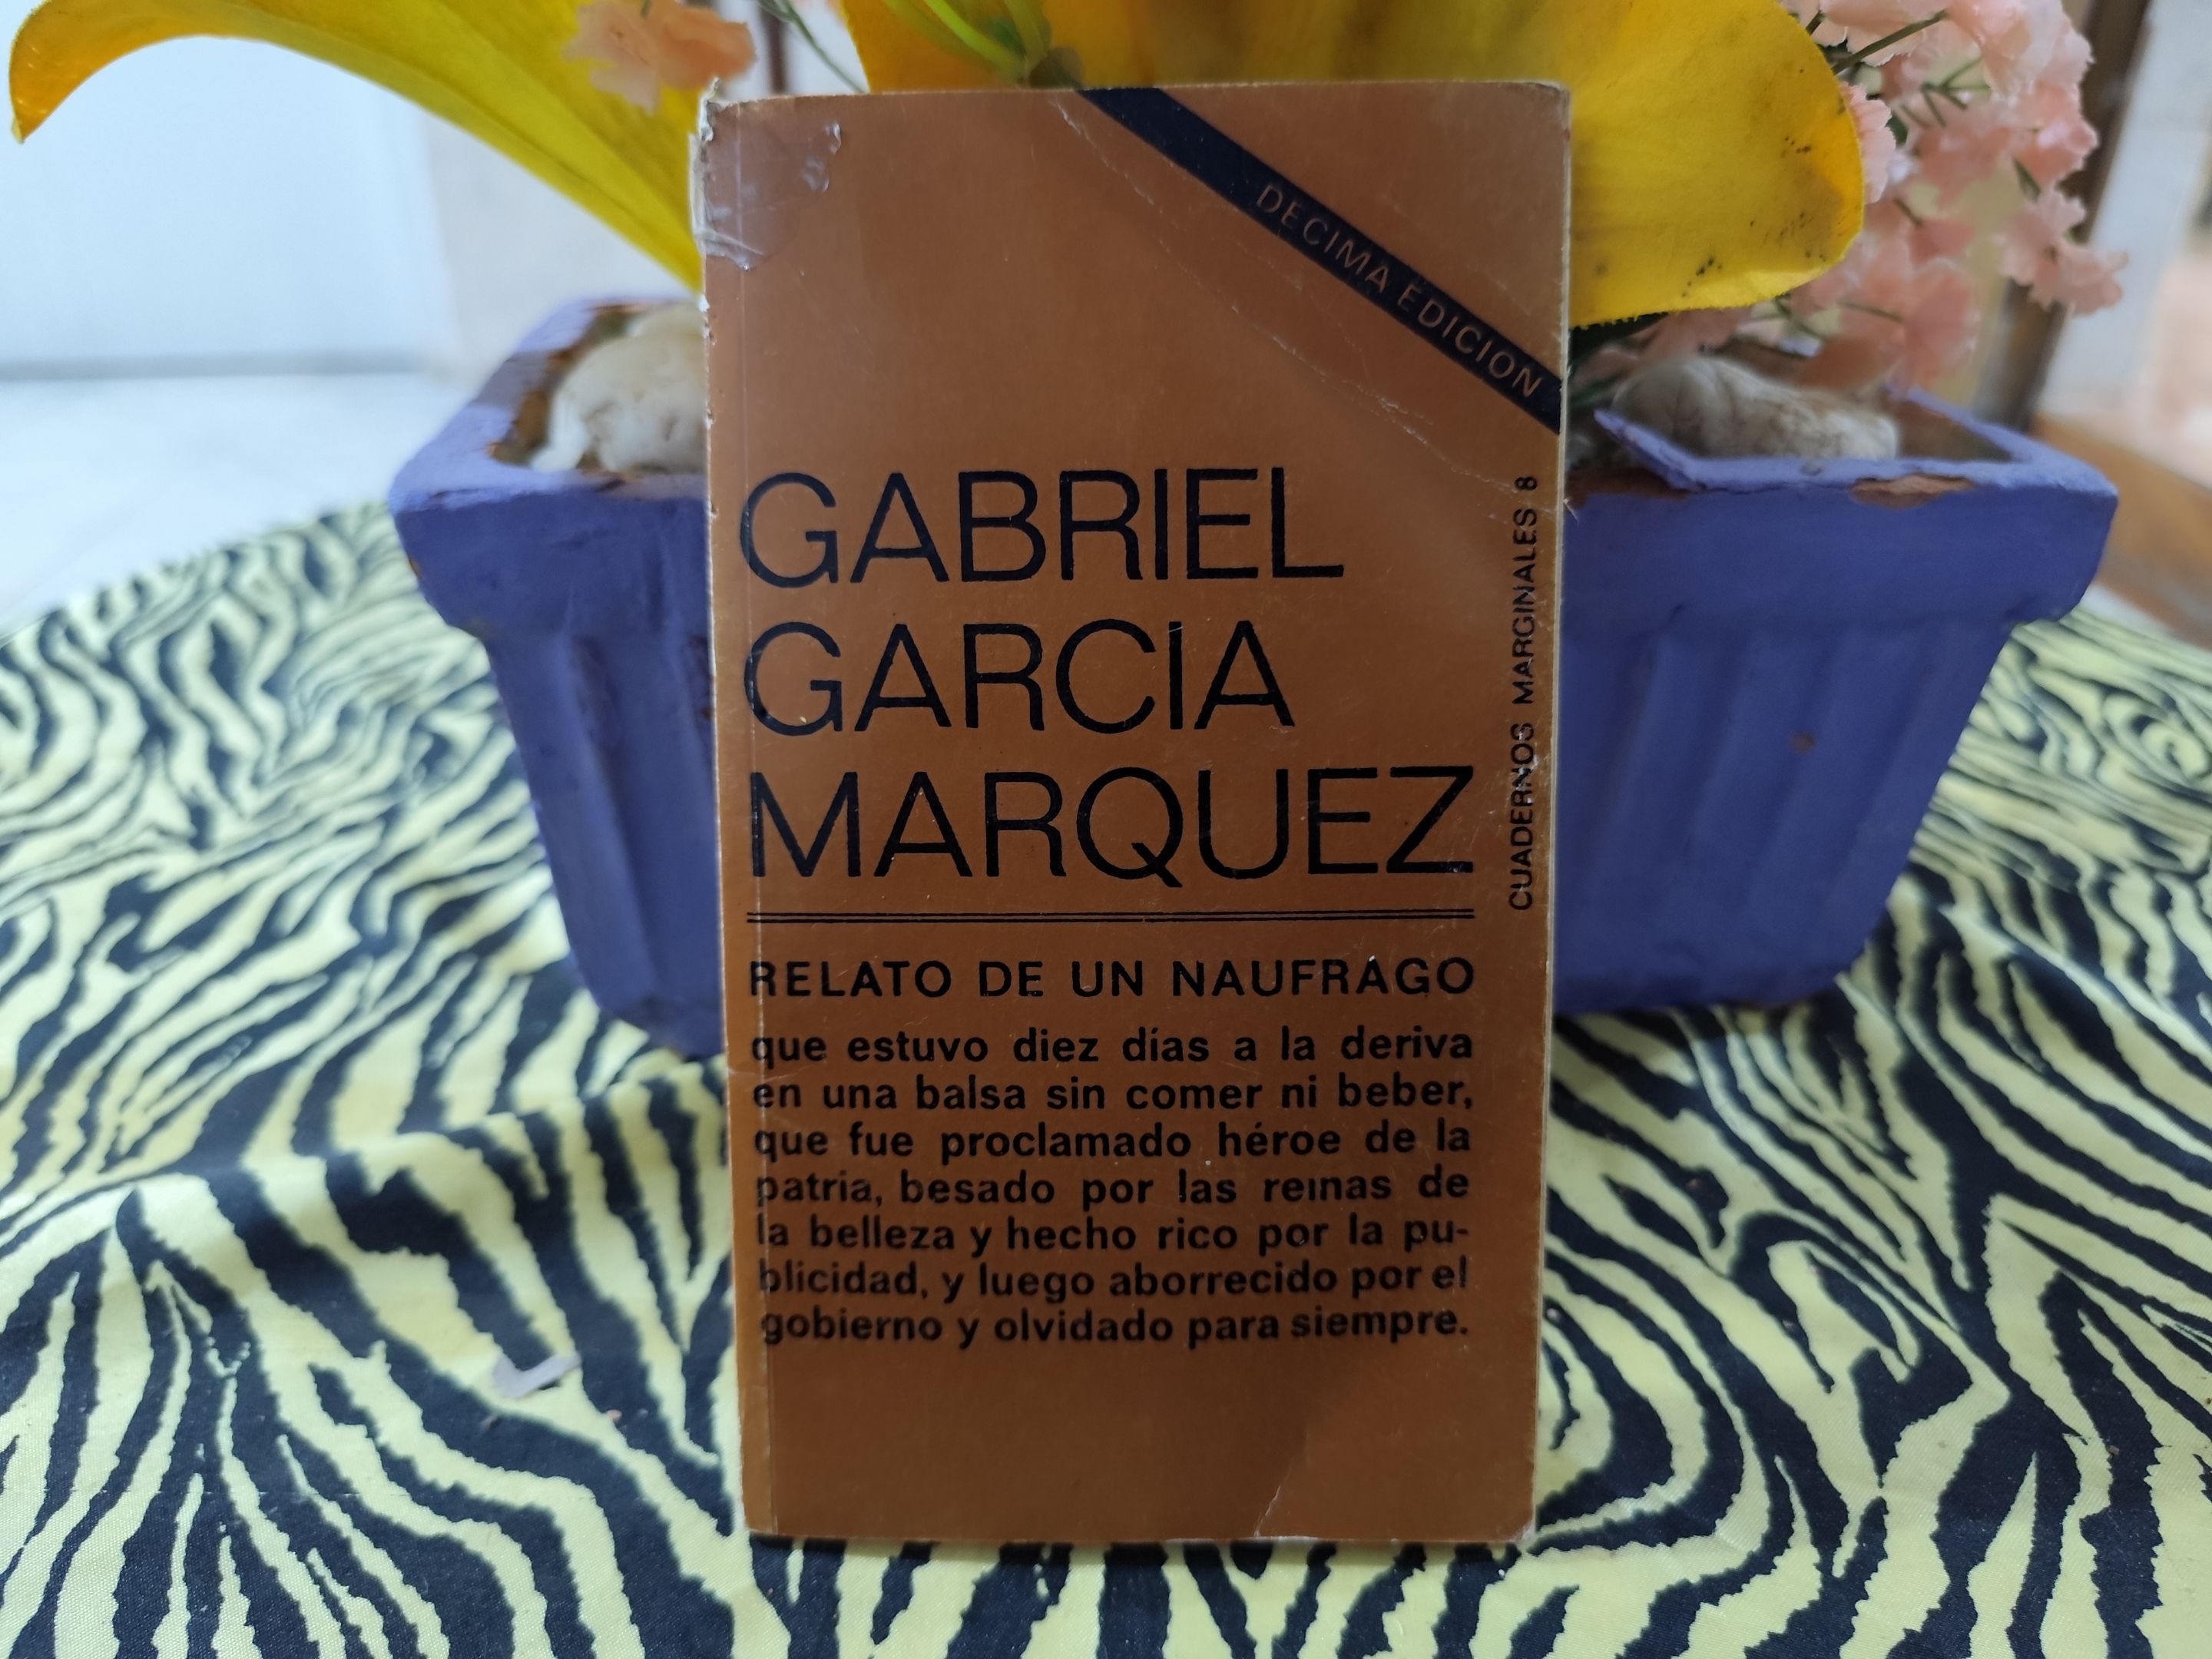 DECIMA EDICION
GABRIEL
GARCIA
MARQUEZ
CUADERNOS MARGINALES 8
RELATO DE UN NAUFRAGO
que estuvo diez días a la deriva
en una balsa sin comer ni beber,
que fue proclamado héroe de la
patria, besado por las reinas de
la belleza y hecho rico por la pu-
blicidad, y luego aborrecido por el
gobierno y olvidado para siempre.